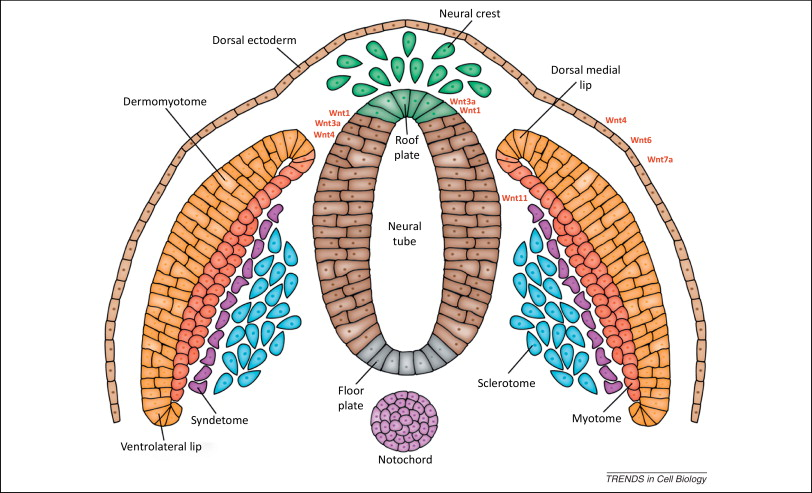 Neural crest
Dorsal ectoderm
Dorsal medial
lip
Dermomyotome
Wnt1
Wnt3a
Wnt4
Wnt3a
Wnt1
Wnt4
Wnt6
Wnt7a
Roof
plate
Wnt11
Neural
tube
Floor
plate
Sclerotome
Syndetome
Myotome
Ventrolateral lip
Notochord
TRENDS in Cell Biology